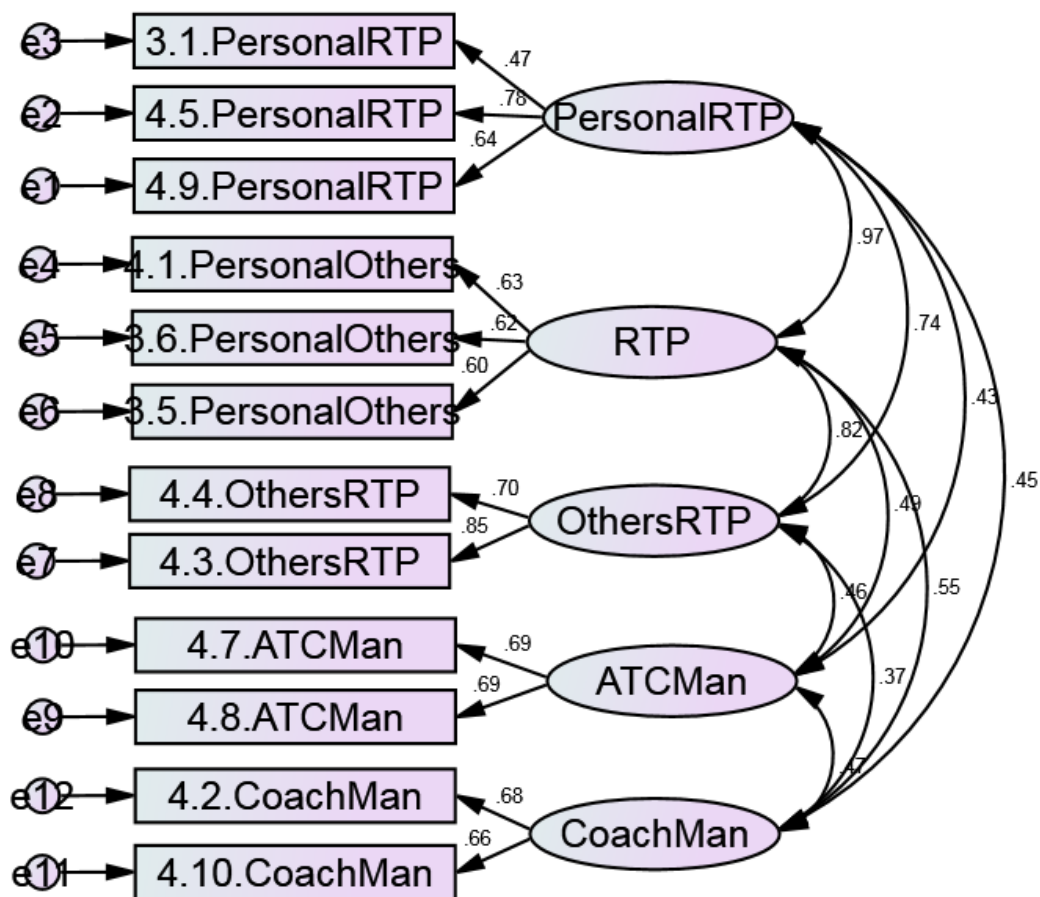 e3 3.1.PersonalRTP .47
e2 4.5.PersonalRTP .78 PersonalRTP
e1 4.9.PersonalRTP .64
.97
e4 4.1.PersonalOthers .63
e5 3.6.PersonalOthers .62 RTP .74
e6 3.5.PersonalOthers .60 .43
.82
e8 4.4.OthersRTP .70 .45
OthersRTP .49
e7 4.3.OthersRTP .85
.46 .55
e10 4.7.ATCMan .69
ATCMan .37
e9 4.8.ATCMan .69
.47
e12 4.2.CoachMan .68
CoachMan
e11 4.10.CoachMan .66